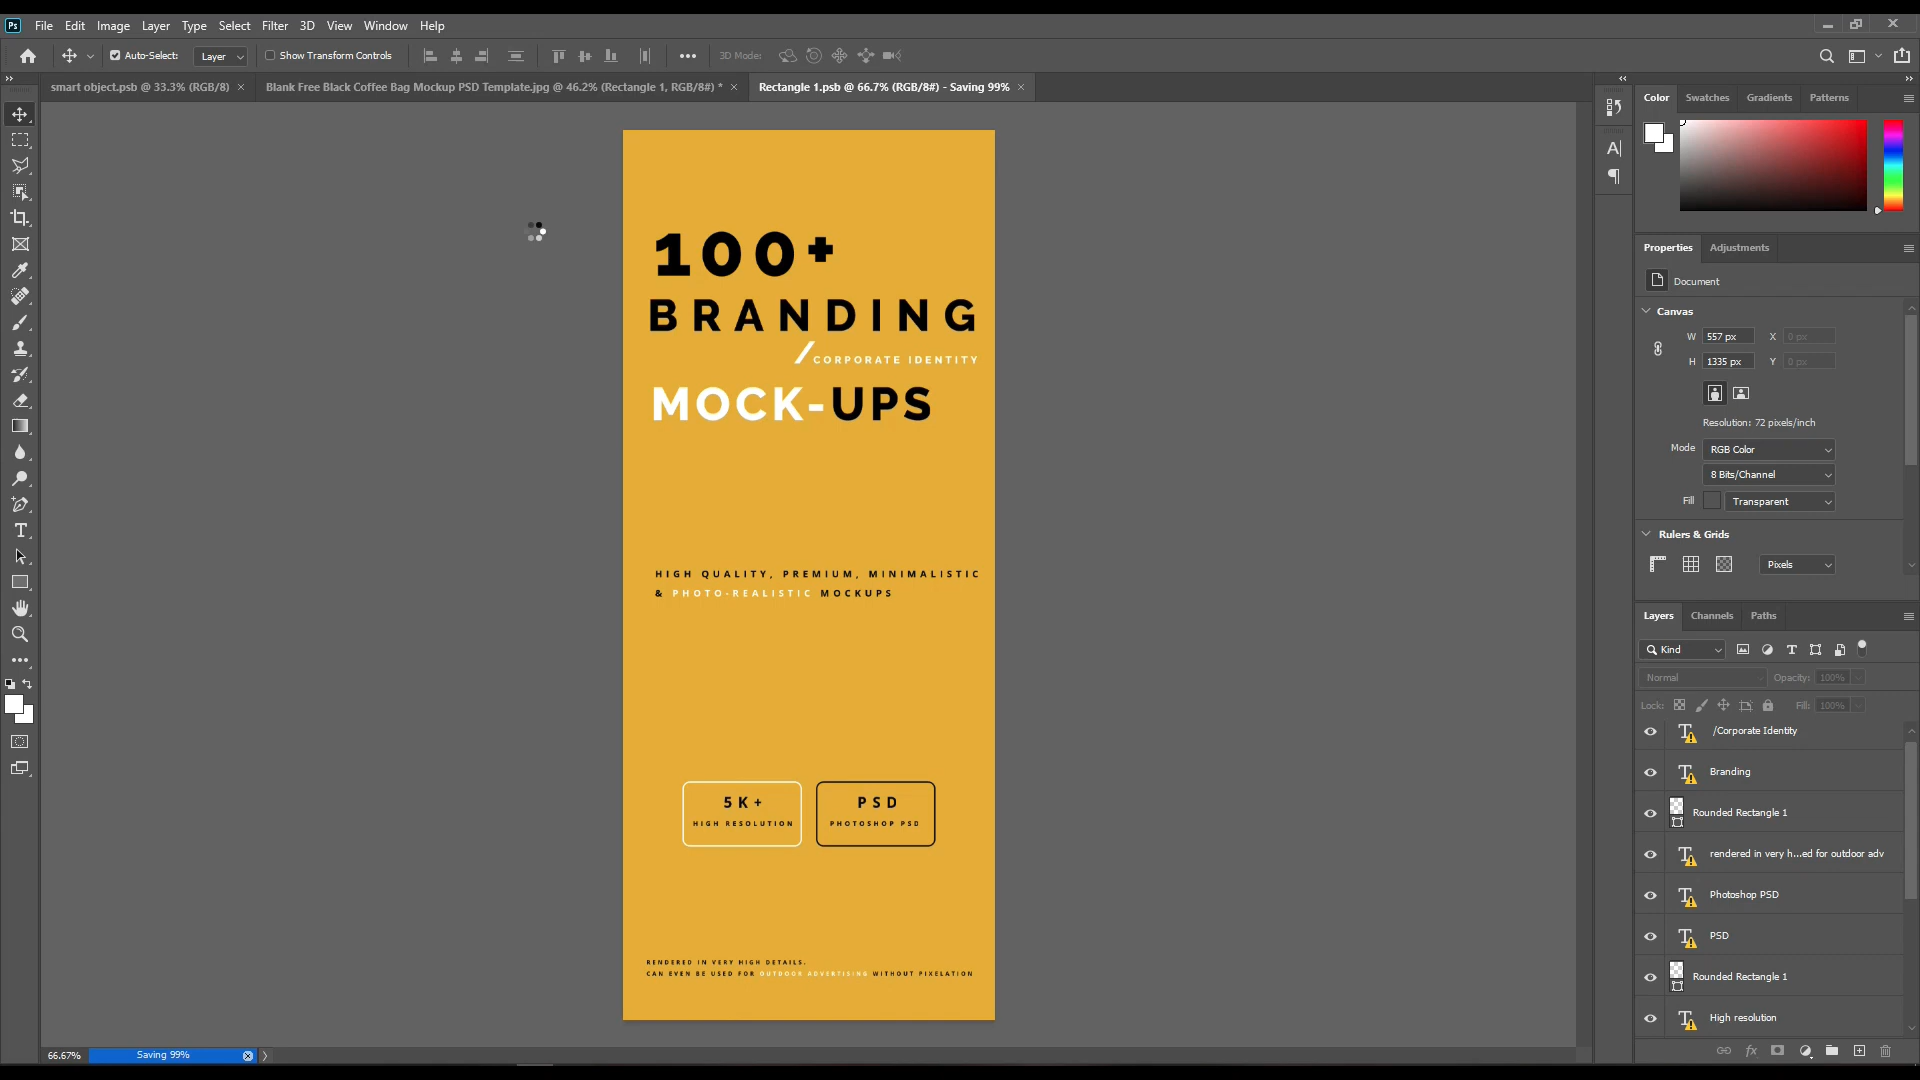 Ps File Edit Image Layer Type Select Filter 3D View Window Help
Auto-Select: Layer Show Transform Controls 3D Mode:
smart object.psb @ 33.3% (RGB/8) × Blank Free Black Coffee Bag Mockup PSD Template.jpg @ 46.2% (Rectangle 1, RGB/8#) * × Rectangle 1.psb @ 66.7% (RGB/8#) - Saving 99% ×
Color Swatches Gradients Patterns
100+
BRANDING
/CORPORATE IDENTITY
MOCK-UPS
HIGH QUALITY, PREMIUM, MINIMALISTIC
& PHOTO-REALISTIC MOCKUPS
5K+
HIGH RESOLUTION
PSD
PHOTOSHOP PSD
RENDERED IN VERY HIGH DETAILS.
CAN EVEN BE USED FOR OUTDOOR ADVERTISING WITHOUT PIXELATION
Properties Adjustments
Document
Canvas
W 557 px X 0 px
H 1335 px Y 0 px
Resolution: 72 pixels/inch
Mode RGB Color
8 Bits/Channel
Fill Transparent
Rulers & Grids
Pixels
Layers Channels Paths
Kind
Normal Opacity: 100%
Lock: Fill: 100%
/Corporate Identity
Branding
Rounded Rectangle 1
rendered in very h...ed for outdoor adv
Photoshop PSD
PSD
Rounded Rectangle 1
High resolution
66.67% Saving 99%